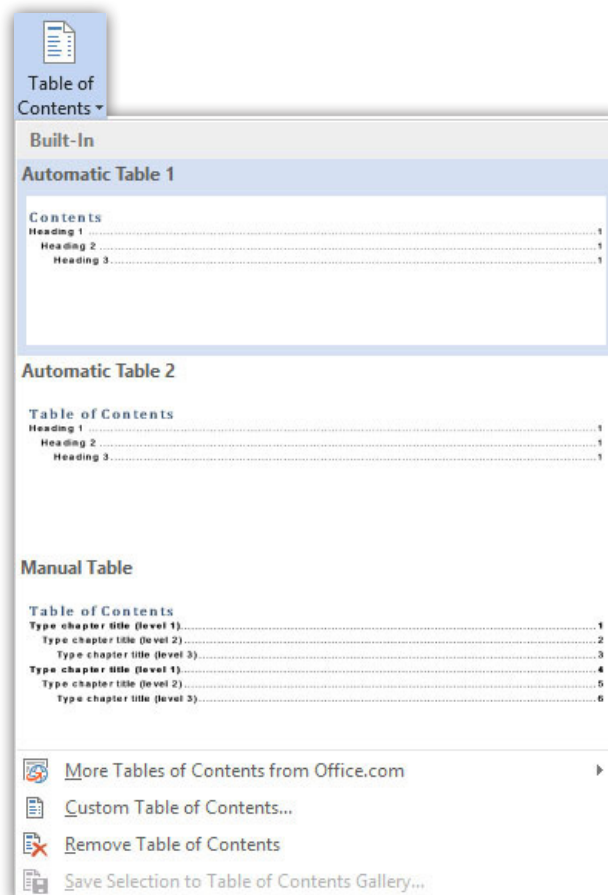 Table of
Contents
Built-In
Automatic Table 1
Contents
Heading 1 ........................................ 1
Heading 2 ........................................ 1
Heading 3 ........................................ 1
Automatic Table 2
Table of Contents
Heading 1 ........................................ 1
Heading 2 ........................................ 1
Heading 3 ........................................ 1
Manual Table
Table of Contents
Type chapter title (level 1) ........................................ 1
Type chapter title (level 2) ........................................ 2
Type chapter title (level 3) ........................................ 3
Type chapter title (level 1) ........................................ 4
Type chapter title (level 2) ........................................ 5
Type chapter title (level 3) ........................................ 6
More Tables of Contents from Office.com
Custom Table of Contents...
Remove Table of Contents
Save Selection to Table of Contents Gallery...